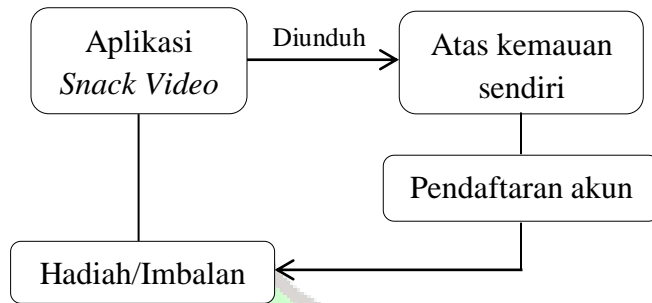 Aplikasi
Snack Video
Diunduh
Atas kemauan
sendiri
Pendaftaran akun
Hadiah/Imbalan